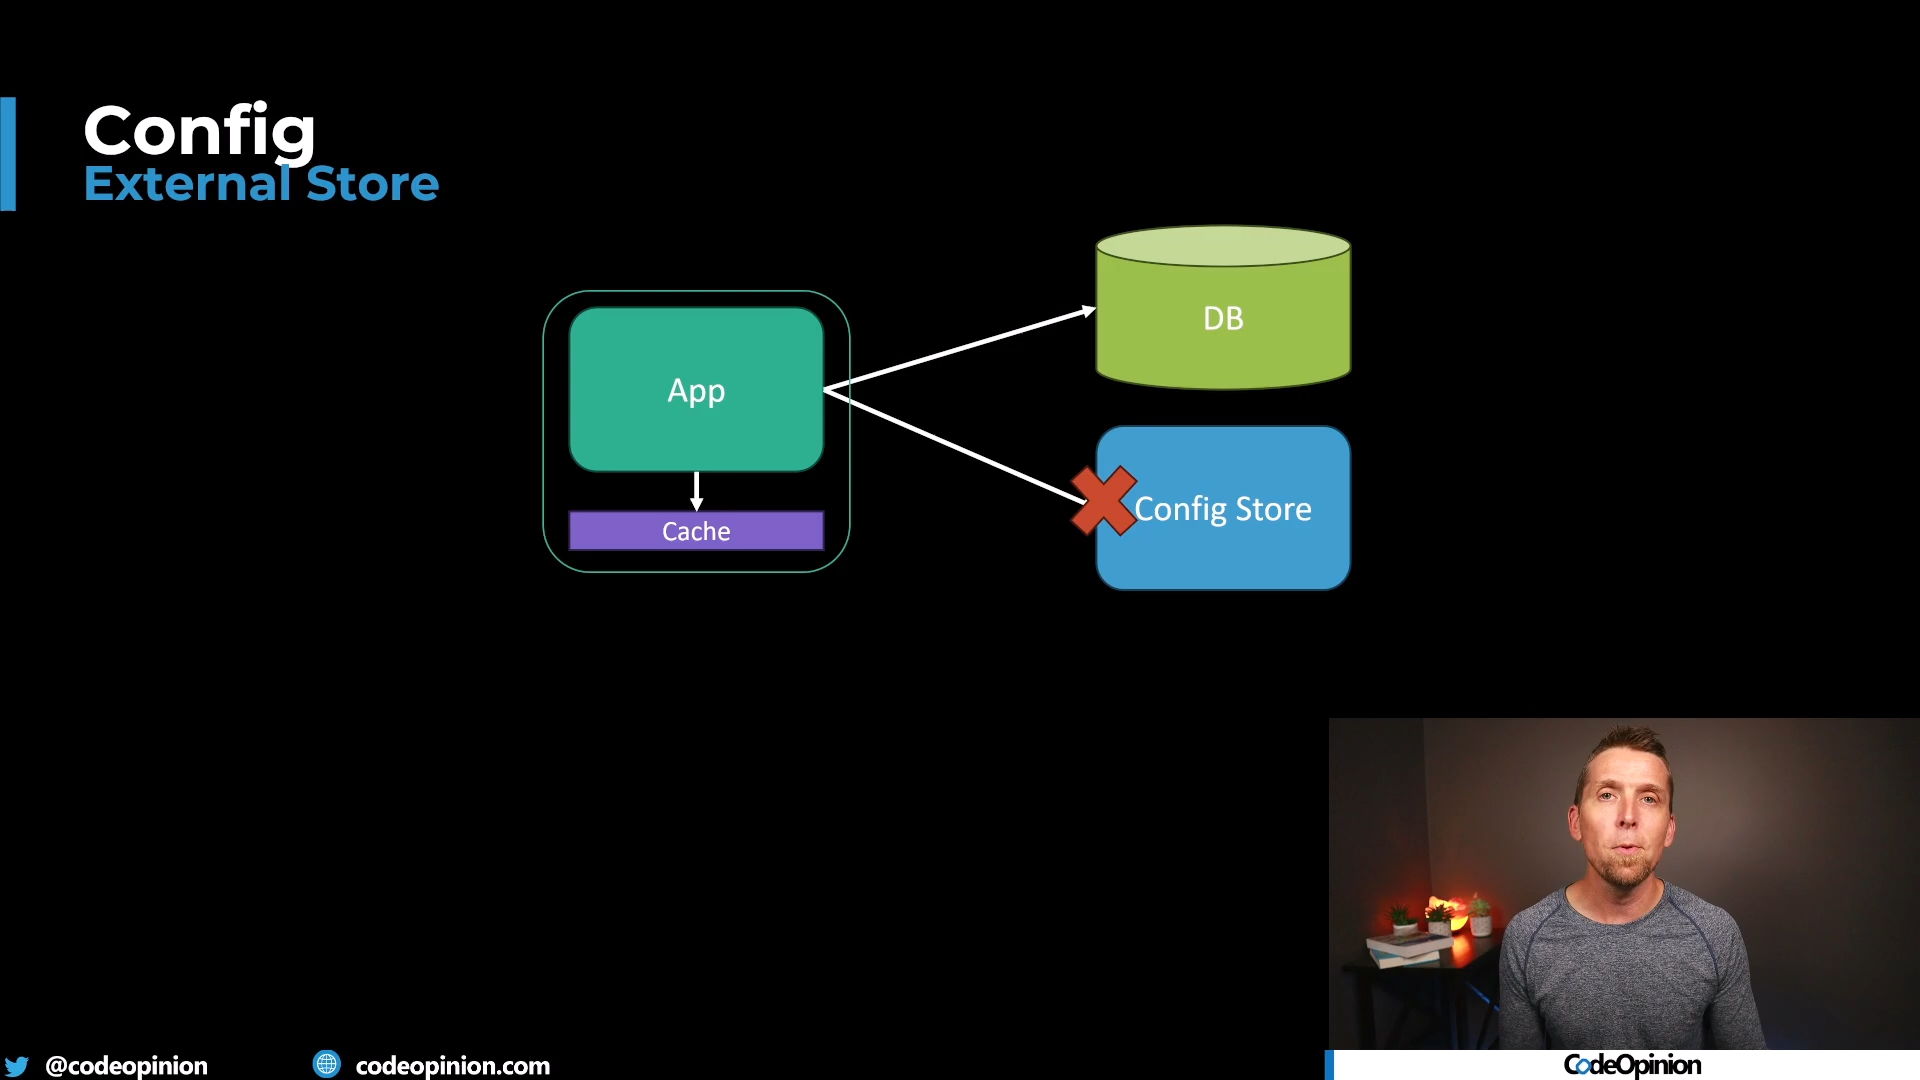 Config
External Store
DB
App
Config Store
Cache
@codeopinion
codeopinion.com
CodeOpinion